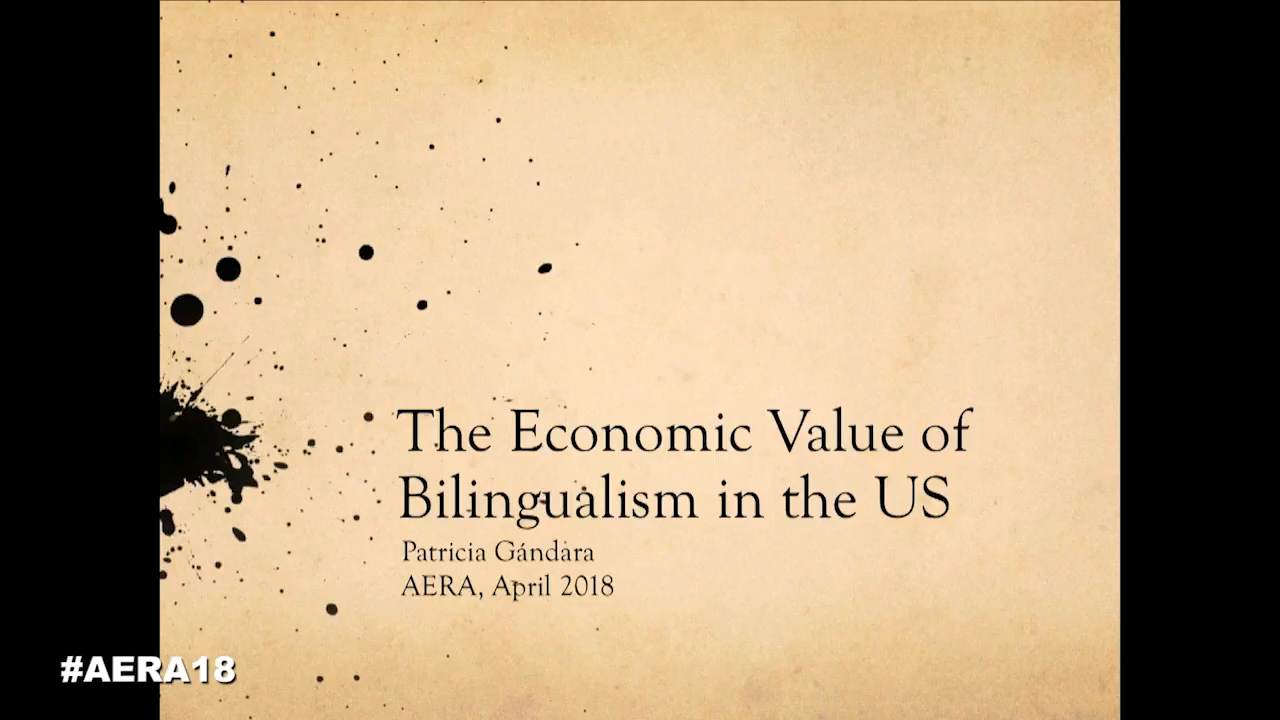 The Economic Value of
Bilingualism in the US
Patricia Gándara
AERA, April 2018
#AERA18